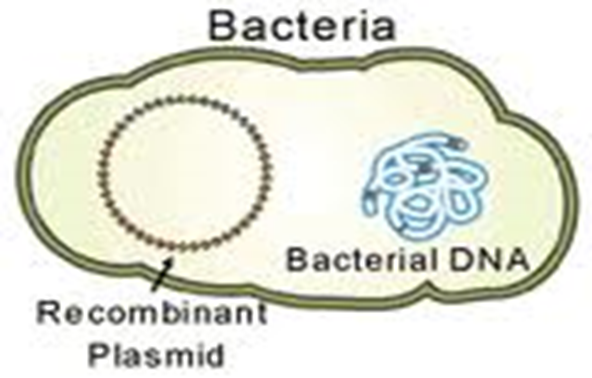 Bacteria
Bacterial DNA
Recombinant
Plasmid